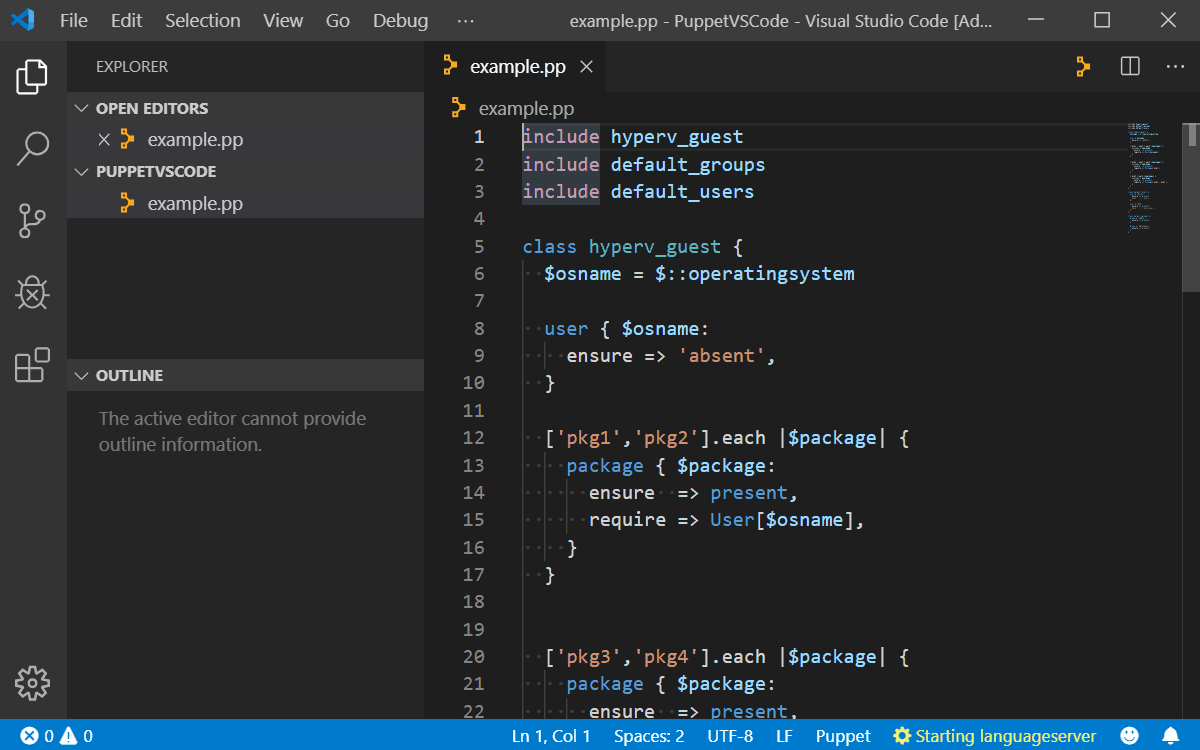 File Edit Selection View Go Debug ··· example.pp - PuppetVSCode - Visual Studio Code [Ad...
EXPLORER
OPEN EDITORS
example.pp
PUPPETVSCODE
example.pp
OUTLINE
The active editor cannot provide
outline information.
example.pp
example.pp
1 include hyperv_guest
2 include default_groups
3 include default_users
4
5 class hyperv_guest {
6 $osname = $::operatingsystem
7
8 user { $osname:
9 ensure => 'absent',
10 }
11
12 ['pkg1','pkg2'].each |$package| {
13 package { $package:
14 ensure => present,
15 require => User[$osname],
16 }
17 }
18
19
20 ['pkg3','pkg4'].each |$package| {
21 package { $package:
22 ensure => present,
0 0 Ln 1, Col 1 Spaces: 2 UTF-8 LF Puppet Starting languageserver